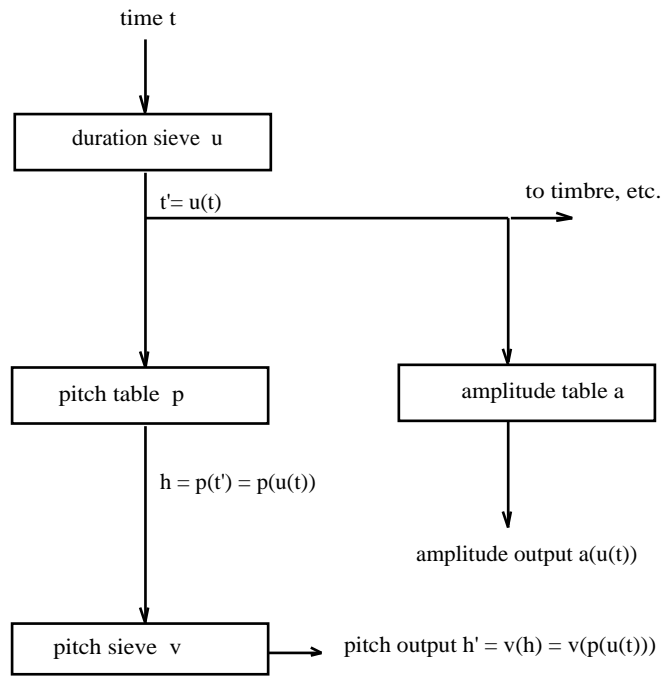 time t
duration sieve u
t'= u(t)
to timbre, etc.
pitch table p
amplitude table a
h = p(t') = p(u(t))
amplitude output a(u(t))
pitch sieve v
pitch output h' = v(h) = v(p(u(t)))